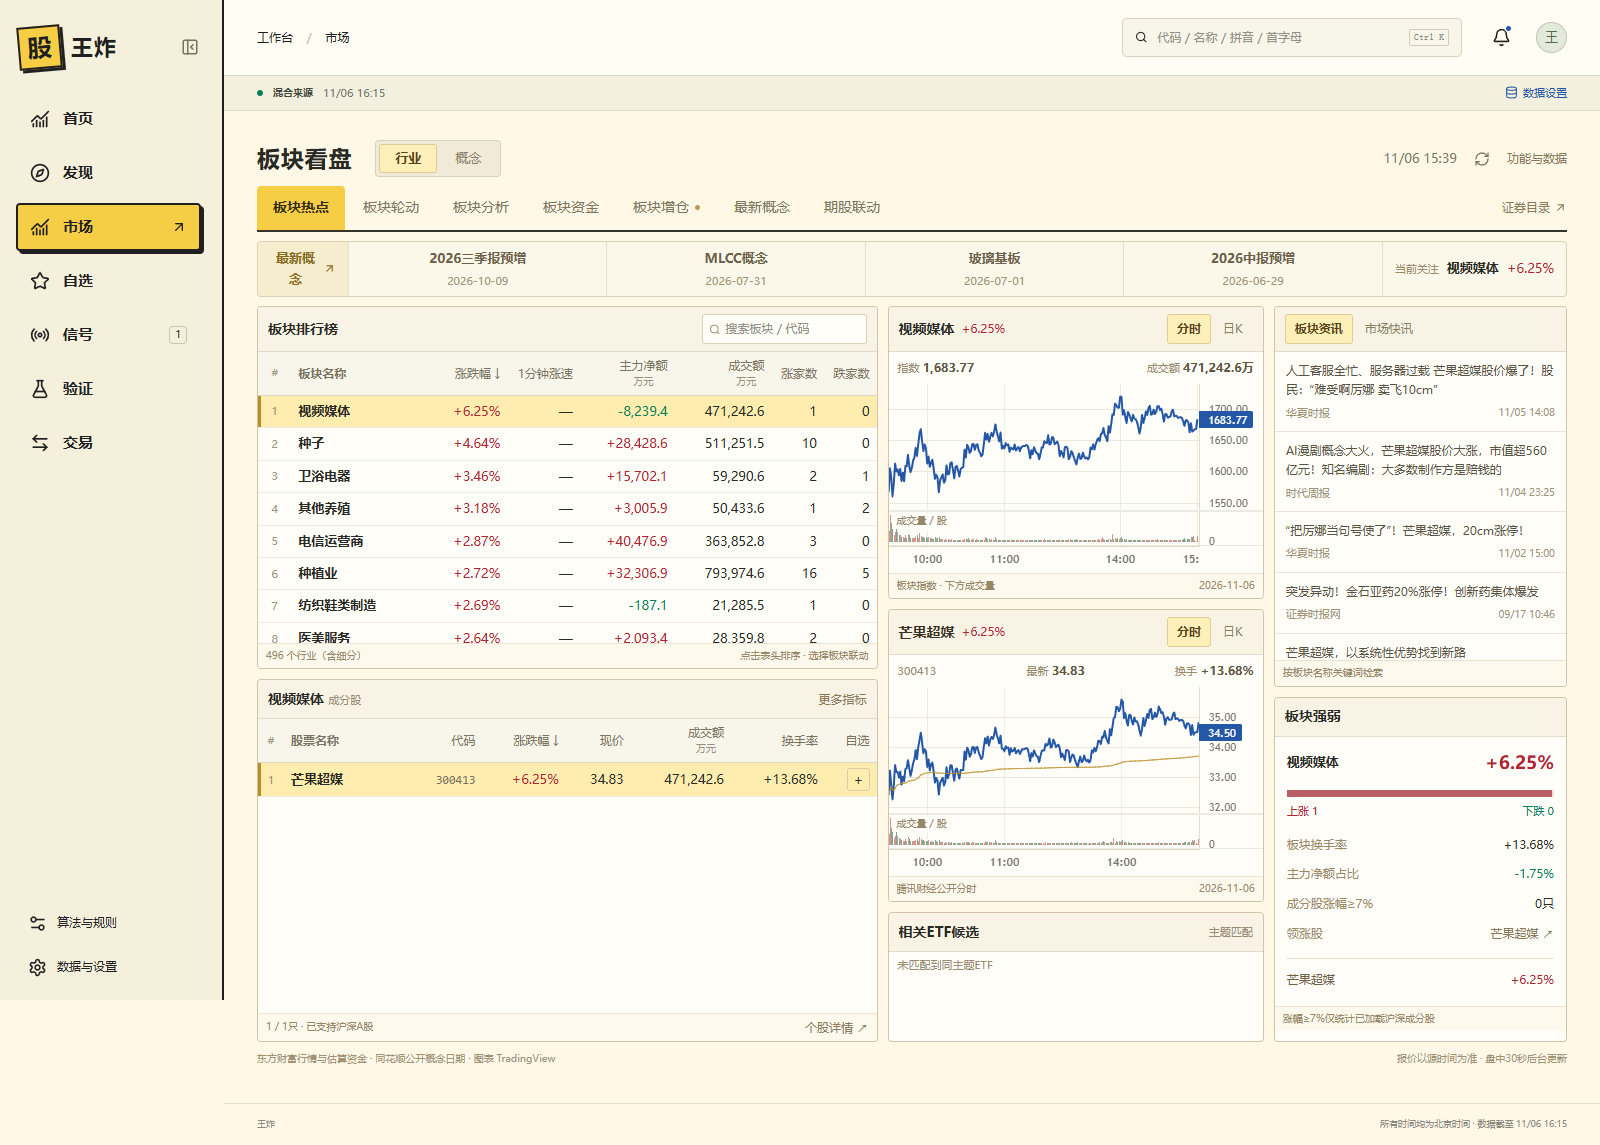 股 王炸
首页
发现
市场
自选
信号 1
验证
交易
算法与规则
数据与设置
工作台 / 市场
代码 / 名称 / 拼音 / 首字母 Ctrl K
王
混合来源 11/06 16:15
数据设置
板块看盘 行业 概念
11/06 15:39 功能与数据
板块热点 板块轮动 板块分析 板块资金 板块增仓 最新概念 期股联动
证券目录
最新概念
2026三季报预增
2026-10-09
MLCC概念
2026-07-31
玻璃基板
2026-07-01
2026中报预增
2026-06-29
当前关注 视频媒体 +6.25%
板块排行榜 搜索板块 / 代码
# 板块名称 涨跌幅↓ 1分钟涨速 主力净额 万元 成交额 万元 涨家数 跌家数
1 视频媒体 +6.25% — -8,239.4 471,242.6 1 0
2 种子 +4.64% — +28,428.6 511,251.5 10 0
3 卫浴电器 +3.46% — +15,702.1 59,290.6 2 1
4 其他养殖 +3.18% — +3,005.9 50,433.6 1 2
5 电信运营商 +2.87% — +40,476.9 363,852.8 3 0
6 种植业 +2.72% — +32,306.9 793,974.6 16 5
7 纺织鞋类制造 +2.69% — -187.1 21,285.5 1 0
8 医美服务 +2.64% — +2,093.4 28,359.8 2 0
496 个行业（含细分） 点击表头排序 · 选择板块联动
视频媒体 成分股 更多指标
# 股票名称 代码 涨跌幅↓ 现价 成交额 万元 换手率 自选
1 芒果超媒 300413 +6.25% 34.83 471,242.6 +13.68% +
1 / 1只 · 已支持沪深A股 个股详情 ↗
视频媒体 +6.25% 分时 日K
指数 1,683.77 成交额 471,242.6万
1700.00
1683.77
1650.00
1600.00
1550.00
成交量 / 股
0
10:00 11:00 14:00 15:
板块指数 · 下方成交量 2026-11-06
芒果超媒 +6.25% 分时 日K
300413 最新 34.83 换手 +13.68%
35.00
34.50
34.00
33.00
32.00
成交量 / 股
0
10:00 11:00 14:00
腾讯财经公开分时 2026-11-06
相关ETF候选 主题匹配
未匹配到同主题ETF
板块资讯 市场快讯
人工客服全忙、服务器过载 芒果超媒股价爆了！股民：“难受啊厉娜 卖飞10cm”
华夏时报 11/05 14:08
AI漫剧概念大火，芒果超媒股价大涨，市值超560亿元！知名编剧：大多数制作方是赔钱的
时代周报 11/04 23:25
“把厉娜当句号使了”！芒果超媒，20cm涨停！
华夏时报 11/02 15:00
突发异动！金石亚药20%涨停！创新药集体爆发
证券时报网 09/17 10:46
芒果超媒，以系统性优势找到新路
按板块名称关键词检索
板块强弱
视频媒体 +6.25%
上涨 1 下跌 0
板块换手率 +13.68%
主力净额占比 -1.75%
成分股涨幅≥7% 0只
领涨股 芒果超媒 ↗
芒果超媒 +6.25%
涨幅≥7%仅统计已加载沪深成分股
东方财富行情与估算资金 · 同花顺公开概念日期 · 图表 TradingView
报价以源时间为准 · 盘中30秒后台更新
王炸
所有时间均为北京时间 · 数据截至 11/06 16:15